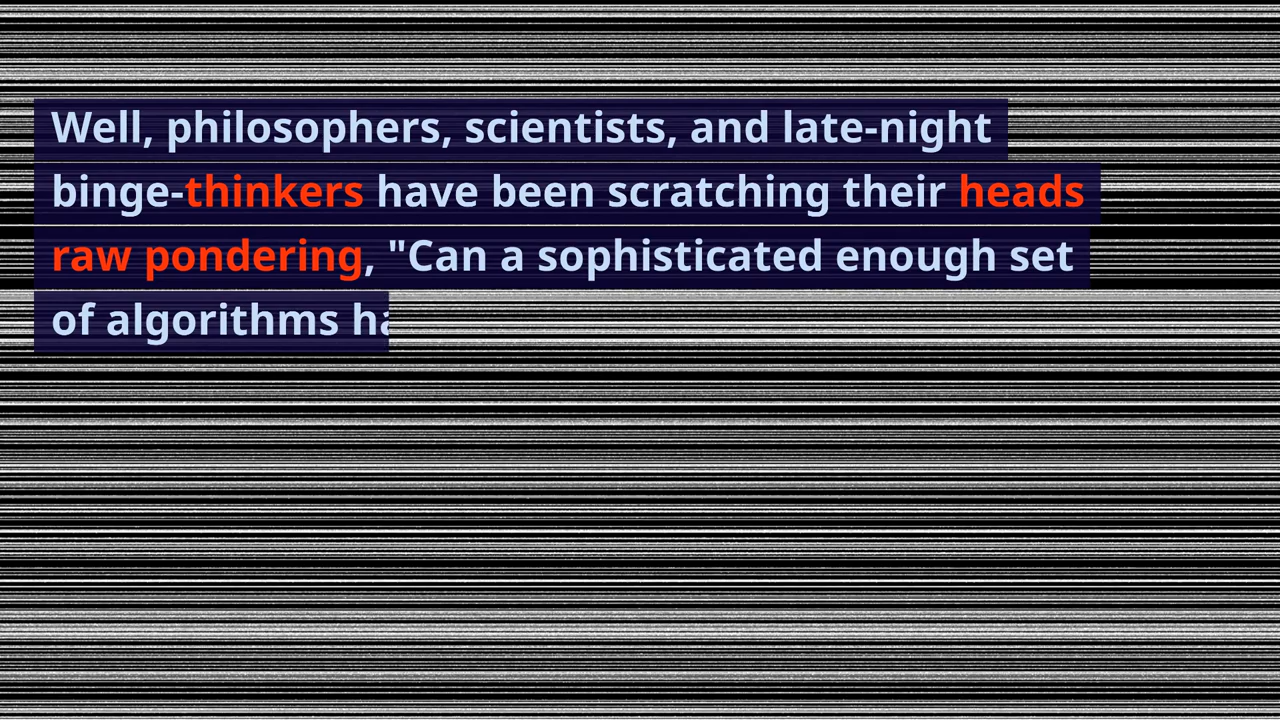 Well, philosophers, scientists, and late-night
binge-thinkers have been scratching their heads
raw pondering, "Can a sophisticated enough set
of algorithms